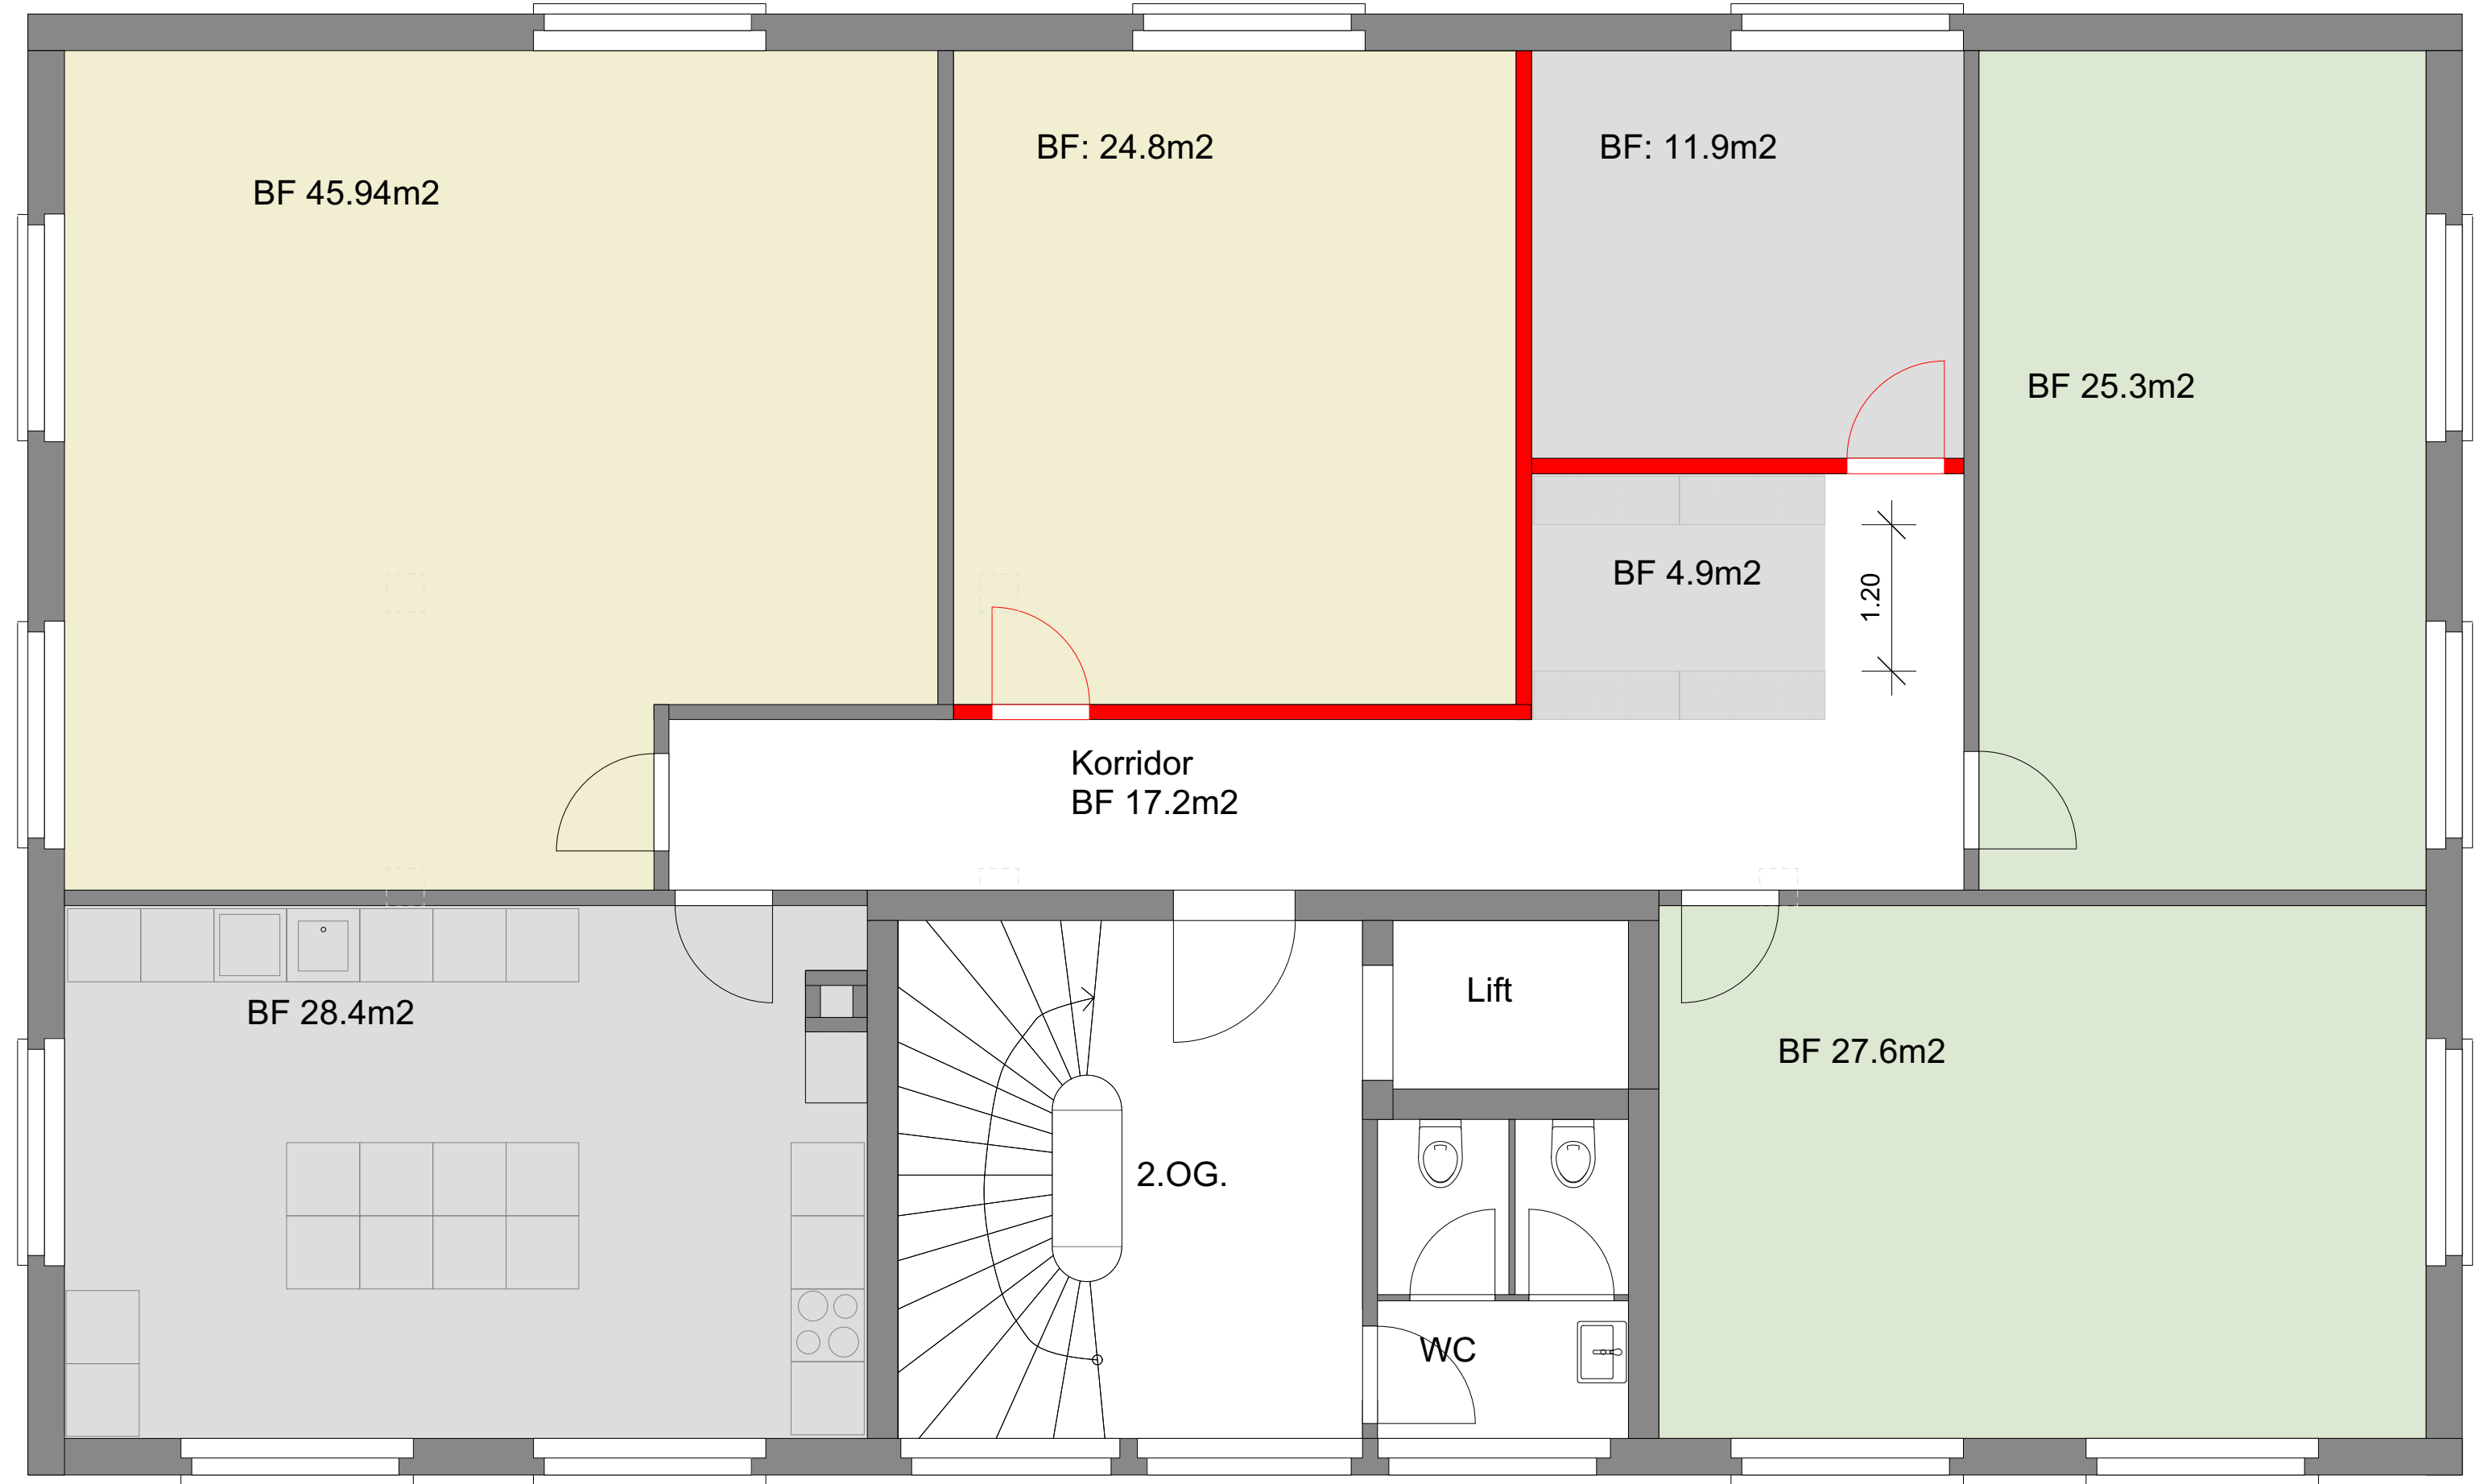 BF: 24.8m2
BF: 11.9m2
BF 45.94m2
BF 25.3m2
BF 4.9m2
1.20
Korridor
BF 17.2m2
Lift
BF 28.4m2
BF 27.6m2
2.OG.
WC